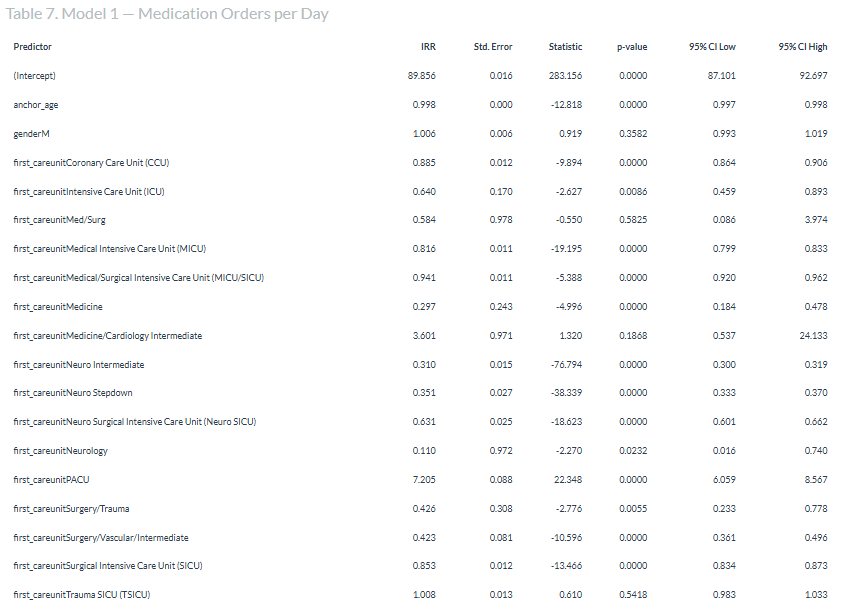 Table 7. Model 1 — Medication Orders per Day
Predictor IRR Std. Error Statistic p-value 95% CI Low 95% CI High
(Intercept) 89.856 0.016 283.156 0.0000 87.101 92.697
anchor_age 0.998 0.000 -12.818 0.0000 0.997 0.998
genderM 1.006 0.006 0.919 0.3582 0.993 1.019
first_careunitCoronary Care Unit (CCU) 0.885 0.012 -9.894 0.0000 0.864 0.906
first_careunitIntensive Care Unit (ICU) 0.640 0.170 -2.627 0.0086 0.459 0.893
first_careunitMed/Surg 0.584 0.978 -0.550 0.5825 0.086 3.974
first_careunitMedical Intensive Care Unit (MICU) 0.816 0.011 -19.195 0.0000 0.799 0.833
first_careunitMedical/Surgical Intensive Care Unit (MICU/SICU) 0.941 0.011 -5.388 0.0000 0.920 0.962
first_careunitMedicine 0.297 0.243 -4.996 0.0000 0.184 0.478
first_careunitMedicine/Cardiology Intermediate 3.601 0.971 1.320 0.1868 0.537 24.133
first_careunitNeuro Intermediate 0.310 0.015 -76.794 0.0000 0.300 0.319
first_careunitNeuro Stepdown 0.351 0.027 -38.339 0.0000 0.333 0.370
first_careunitNeuro Surgical Intensive Care Unit (Neuro SICU) 0.631 0.025 -18.623 0.0000 0.601 0.662
first_careunitNeurology 0.110 0.972 -2.270 0.0232 0.016 0.740
first_careunitPACU 7.205 0.088 22.348 0.0000 6.059 8.567
first_careunitSurgery/Trauma 0.426 0.308 -2.776 0.0055 0.233 0.778
first_careunitSurgery/Vascular/Intermediate 0.423 0.081 -10.596 0.0000 0.361 0.496
first_careunitSurgical Intensive Care Unit (SICU) 0.853 0.012 -13.466 0.0000 0.834 0.873
first_careunitTrauma SICU (TSICU) 1.008 0.013 0.610 0.5418 0.983 1.033